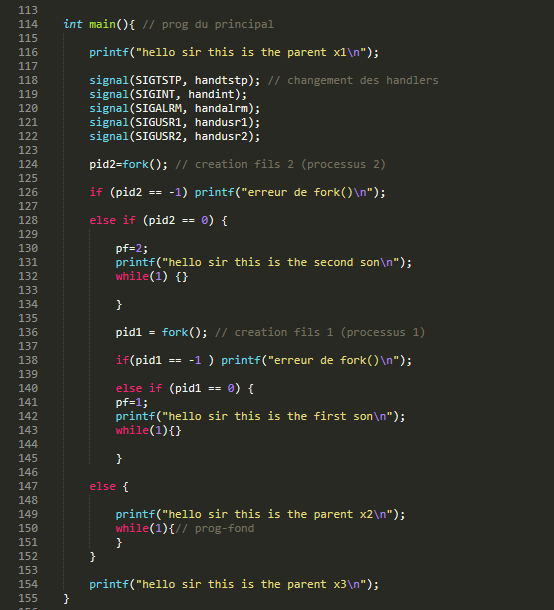 113
114 int main(){ // prog du principal
115
116 printf("hello sir this is the parent x1\n");
117
118 signal(SIGTSTP, handtstp); // changement des handlers
119 signal(SIGINT, handint);
120 signal(SIGALRM, handalrm);
121 signal(SIGUSR1, handusr1);
122 signal(SIGUSR2, handusr2);
123
124 pid2=fork(); // creation fils 2 (processus 2)
125
126 if (pid2 == -1) printf("erreur de fork()\n");
127
128 else if (pid2 == 0) {
129
130 pf=2;
131 printf("hello sir this is the second son\n");
132 while(1) {}
133
134 }
135
136 pid1 = fork(); // creation fils 1 (processus 1)
137
138 if(pid1 == -1 ) printf("erreur de fork()\n");
139
140 else if (pid1 == 0) {
141 pf=1;
142 printf("hello sir this is the first son\n");
143 while(1){}
144
145 }
146
147 else {
148
149 printf("hello sir this is the parent x2\n");
150 while(1){// prog-fond
151 }
152 }
153
154 printf("hello sir this is the parent x3\n");
155 }